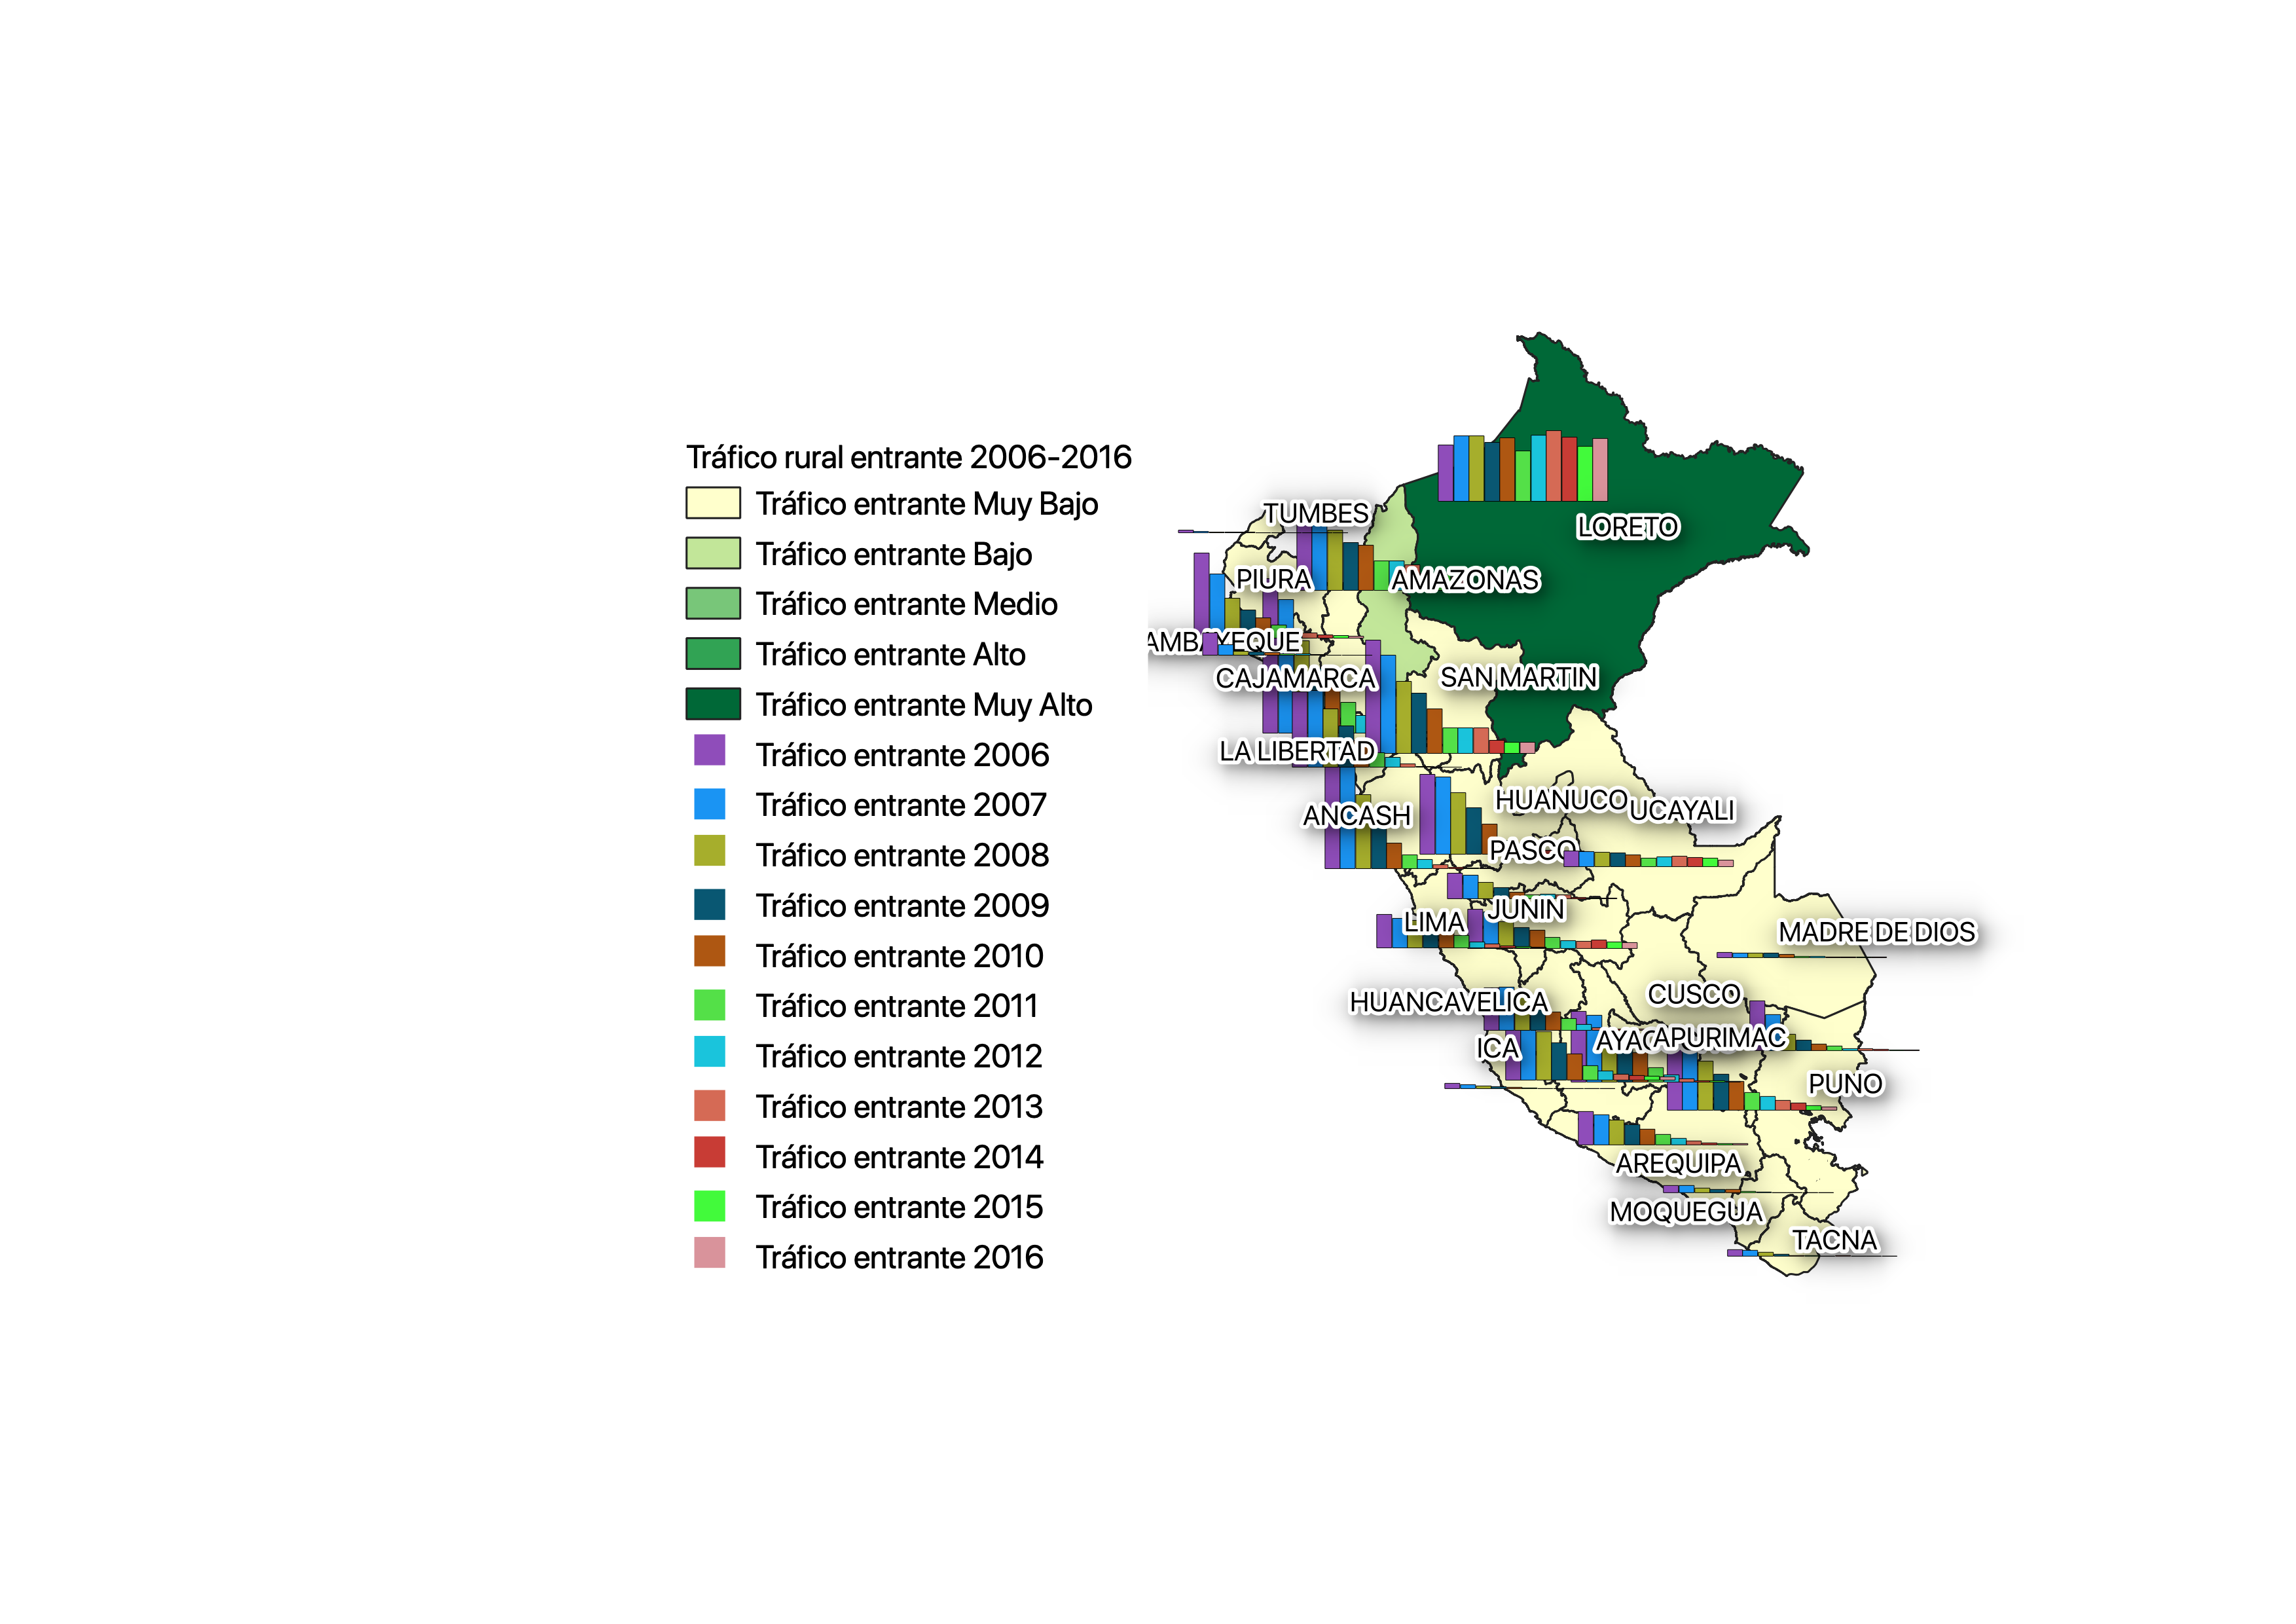 Tráfico rural entrante 2006-2016
Tráfico entrante Muy Bajo
Tráfico entrante Bajo
Tráfico entrante Medio
Tráfico entrante Alto
Tráfico entrante Muy Alto
Tráfico entrante 2006
Tráfico entrante 2007
Tráfico entrante 2008
Tráfico entrante 2009
Tráfico entrante 2010
Tráfico entrante 2011
Tráfico entrante 2012
Tráfico entrante 2013
Tráfico entrante 2014
Tráfico entrante 2015
Tráfico entrante 2016
TUMBES
LORETO
PIURA
AMAZONAS
AMBAYEQUE
CAJAMARCA
SAN MARTIN
LA LIBERTAD
ANCASH
HUANUCO
UCAYALI
PASCO
LIMA
JUNIN
MADRE DE DIOS
HUANCAVELICA
CUSCO
ICA
AYAC
APURIMAC
PUNO
AREQUIPA
MOQUEGUA
TACNA